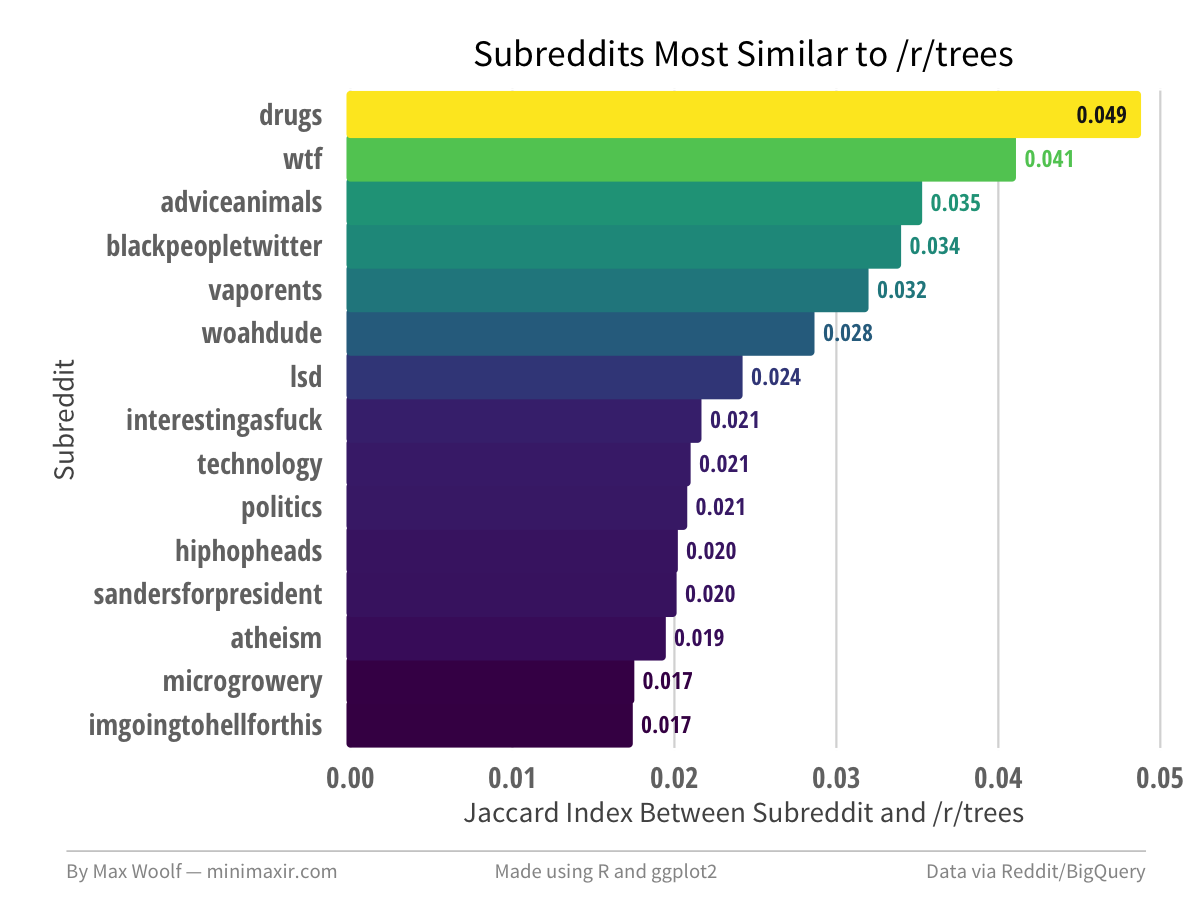 Subreddits Most Similar to /r/trees
drugs 0.049
wtf 0.041
adviceanimals 0.035
blackpeopletwitter 0.034
vaporents 0.032
woahdude 0.028
lsd 0.024
interestingasfuck 0.021
technology 0.021
politics 0.021
hiphopheads 0.020
sandersforpresident 0.020
atheism 0.019
microgrowery 0.017
imgoingtohellforthis 0.017
Subreddit
0.00 0.01 0.02 0.03 0.04 0.05
Jaccard Index Between Subreddit and /r/trees
By Max Woolf — minimaxir.com Made using R and ggplot2 Data via Reddit/BigQuery